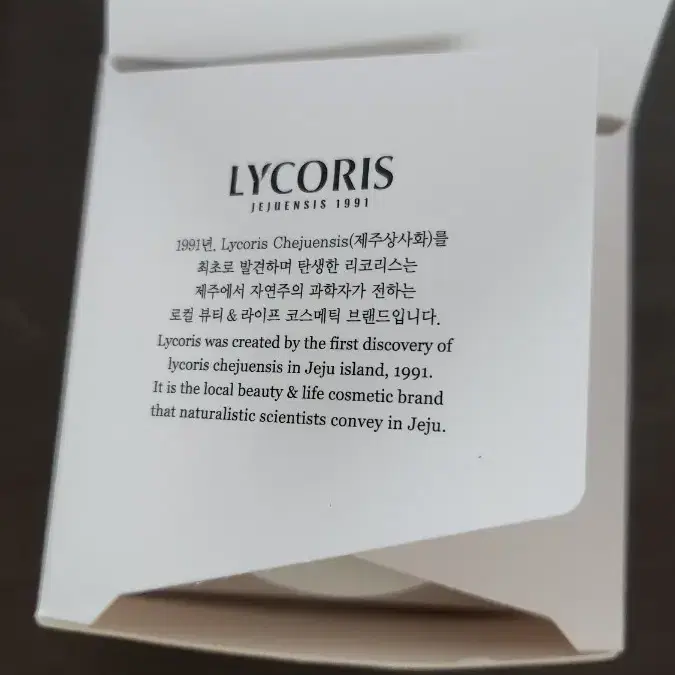 LYCORIS
JEJUENSIS 1991
1991년. Lycoris Chejuensis(제주상사화)를
최초로 발견하며 탄생한 리코리스는
제주에서 자연주의 과학자가 전하는
로컬 뷰티 & 라이프 코스메틱 브랜드입니다.
Lycoris was created by the first discovery of
lycoris chejuensis in Jeju island, 1991.
It is the local beauty & life cosmetic brand
that naturalistic scientists convey in Jeju.